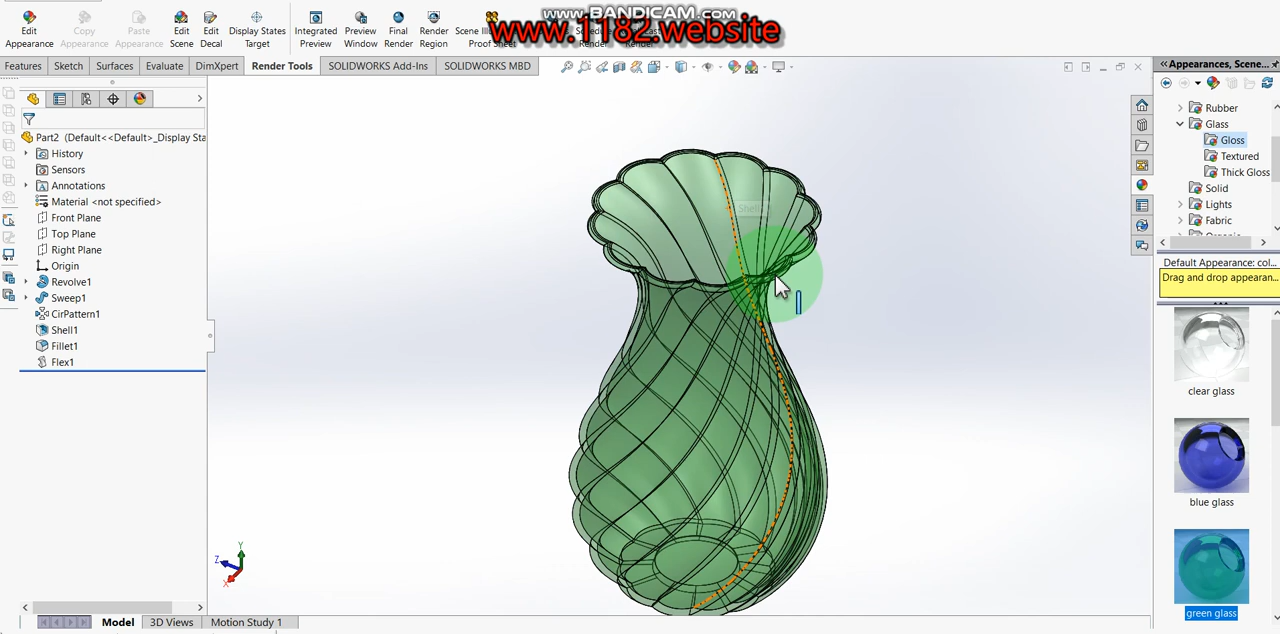 www.BANDICAM.com
www.1182.website
Edit Appearance
Copy Appearance
Paste Appearance
Edit Scene
Edit Decal
Display States Target
Integrated Preview
Preview Window
Final Render
Render Region
Proof Sheet
Features
Sketch
Surfaces
Evaluate
DimXpert
Render Tools
SOLIDWORKS Add-Ins
SOLIDWORKS MBD
Appearances, Scene...
Part2 (Default<<Default>_Display Sta
History
Sensors
Annotations
Material <not specified>
Front Plane
Top Plane
Right Plane
Origin
Revolve1
Sweep1
CirPattern1
Shell1
Fillet1
Flex1
Y
Z
X
Rubber
Glass
Gloss
Textured
Thick Gloss
Solid
Lights
Fabric
Default Appearance: col...
Drag and drop appearan...
clear glass
blue glass
green glass
Model
3D Views
Motion Study 1